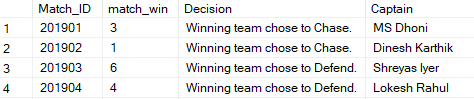 Match_ID match_win Decision Captain
1 201901 3 Winning team chose to Chase. MS Dhoni
2 201902 1 Winning team chose to Chase. Dinesh Karthik
3 201903 6 Winning team chose to Defend. Shreyas Iyer
4 201904 4 Winning team chose to Defend. Lokesh Rahul